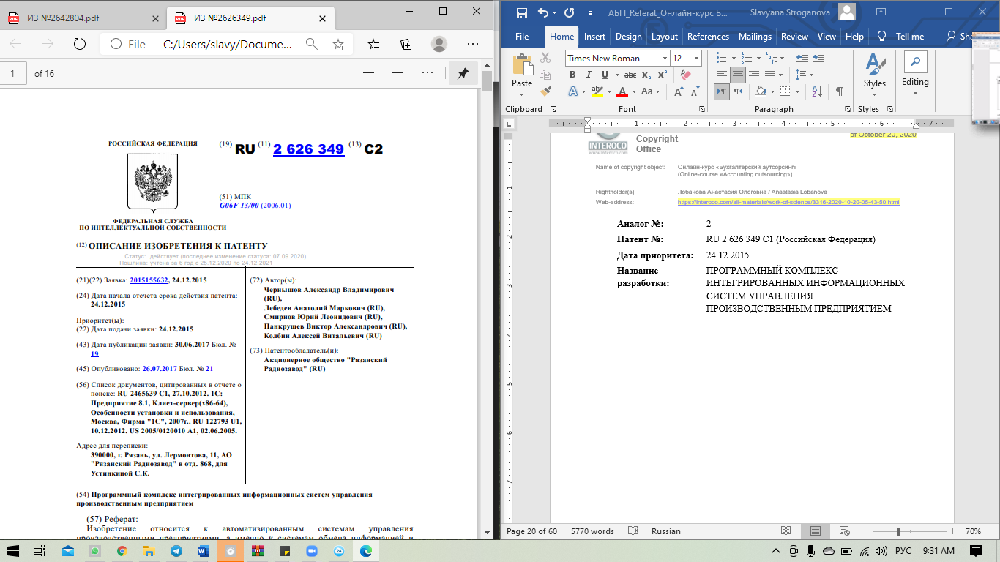 ИЗ №2642804.pdf
ИЗ №2626349.pdf
File
C:/Users/slavy/Docume...
1
of 16
РОССИЙСКАЯ ФЕДЕРАЦИЯ
ФЕДЕРАЛЬНАЯ СЛУЖБА
ПО ИНТЕЛЛЕКТУАЛЬНОЙ СОБСТВЕННОСТИ
(19) RU (11) 2 626 349 (13) C2
(51) МПК
G06F 13/00 (2006.01)
(12) ОПИСАНИЕ ИЗОБРЕТЕНИЯ К ПАТЕНТУ
Статус: действует (последнее изменение статуса: 07.09.2020)
Пошлина: учтена за 6 год с 25.12.2020 по 24.12.2021
(21)(22) Заявка: 2015155632, 24.12.2015
(24) Дата начала отсчета срока действия патента:
24.12.2015
Приоритет(ы):
(22) Дата подачи заявки: 24.12.2015
(43) Дата публикации заявки: 30.06.2017 Бюл. №
19
(45) Опубликовано: 26.07.2017 Бюл. № 21
(56) Список документов, цитированных в отчете о
поиске: RU 2465639 C1, 27.10.2012. 1С:
Предприятие 8.1, Клиет-сервер(х86-64),
Особенности установки и использования,
Москва, Фирма "1С", 2007г.. RU 122793 U1,
10.12.2012. US 2005/0120010 A1, 02.06.2005.
Адрес для переписки:
390000, г. Рязань, ул. Лермонтова, 11, АО
"Рязанский Радиозавод" в отд. 868, для
Устинкиной С.К.
(72) Автор(ы):
Чернышов Александр Владимирович
(RU),
Лебедев Анатолий Маркович (RU),
Смирнов Юрий Леонидович (RU),
Панкрушев Виктор Александрович (RU),
Колбин Алексей Витальевич (RU)
(73) Патентообладатель(и):
Акционерное общество "Рязанский
Радиозавод" (RU)
(54) Программный комплекс интегрированных информационных систем управления
производственным предприятием
(57) Реферат:
Изобретение относится к автоматизированным системам управления
производственными предприятиями, а именно к системам обмена информацией и
АБП_Referat_Онлайн-курс Б...
Slavyana Stroganova
File Home Insert Design Layout References Mailings Review View Help Tell me Sha
Times New Roman 12
Paste
Styles
Editing
Clipboard Font Paragraph Styles
Copyright
Office
INTEROCO
www.interoco.com
of October 20, 2020
Name of copyright object: Онлайн-курс «Бухгалтерский аутсорсинг»
(Online-course «Accounting outsourcing»)
Rightholder(s): Лобанова Анастасия Олеговна / Anastasia Lobanova
Web-address: https://interoco.com/all-materials/work-of-science/3316-2020-10-20-05-43-50.html
Аналог №: 2
Патент №: RU 2 626 349 C1 (Российская Федерация)
Дата приоритета: 24.12.2015
Название ПРОГРАММНЫЙ КОМПЛЕКС
разработки: ИНТЕГРИРОВАННЫХ ИНФОРМАЦИОННЫХ
СИСТЕМ УПРАВЛЕНИЯ
ПРОИЗВОДСТВЕННЫМ ПРЕДПРИЯТИЕМ
Page 20 of 60 5770 words Russian 70%
РУС 9:31 AM